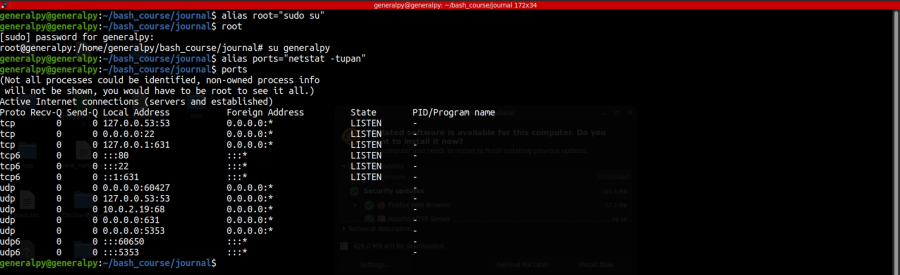 generalpy@generalpy: ~/bash_course/journal
generalpy@generalpy: ~/bash_course/journal 172x34
generalpy@generalpy:~/bash_course/journal$ alias root="sudo su"
generalpy@generalpy:~/bash_course/journal$ root
[sudo] password for generalpy:
root@generalpy:/home/generalpy/bash_course/journal# su generalpy
generalpy@generalpy:~/bash_course/journal$ alias ports="netstat -tupan"
generalpy@generalpy:~/bash_course/journal$ ports
(Not all processes could be identified, non-owned process info
 will not be shown, you would have to be root to see it all.)
Active Internet connections (servers and established)
Proto Recv-Q Send-Q Local Address           Foreign Address         State       PID/Program name
tcp        0      0 127.0.0.53:53           0.0.0.0:*               LISTEN      -
tcp        0      0 0.0.0.0:22              0.0.0.0:*               LISTEN      -
tcp        0      0 127.0.0.1:631           0.0.0.0:*               LISTEN      -
tcp6       0      0 :::80                   :::*                    LISTEN      -
tcp6       0      0 :::22                   :::*                    LISTEN      -
tcp6       0      0 ::1:631                 :::*                    LISTEN      -
udp        0      0 0.0.0.0:60427           0.0.0.0:*                           -
udp        0      0 127.0.0.53:53           0.0.0.0:*                           -
udp        0      0 10.0.2.19:68            0.0.0.0:*                           -
udp        0      0 0.0.0.0:631             0.0.0.0:*                           -
udp        0      0 0.0.0.0:5353            0.0.0.0:*                           -
udp6       0      0 :::60650                :::*                                -
udp6       0      0 :::5353                 :::*                                -
generalpy@generalpy:~/bash_course/journal$